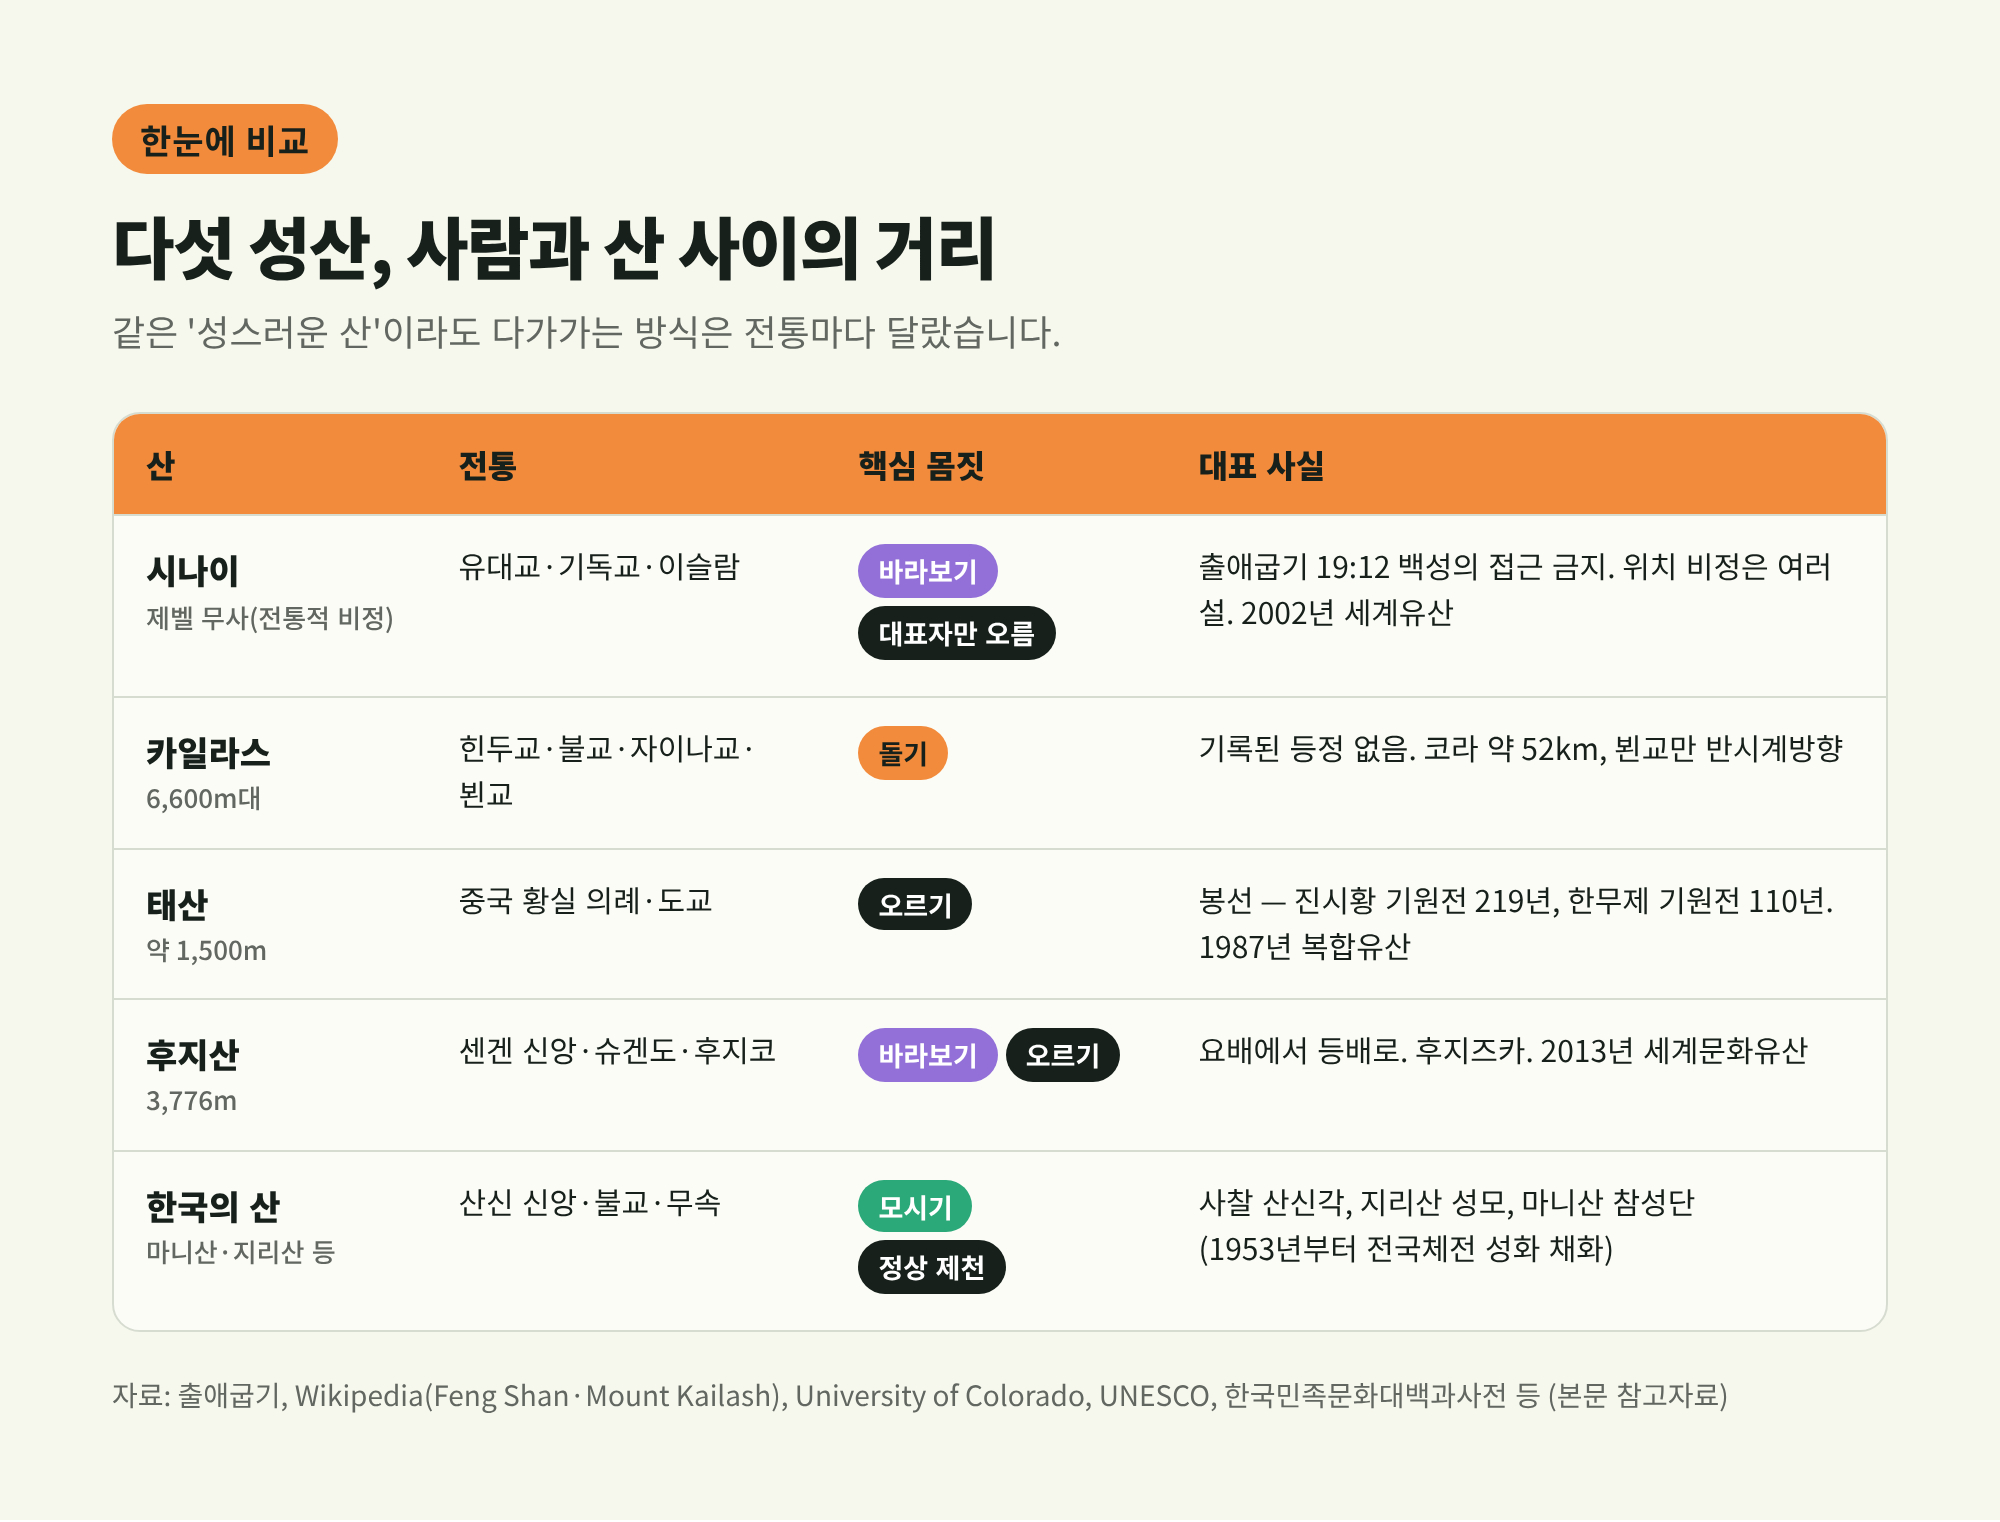 한눈에 비교
다섯 성산, 사람과 산 사이의 거리
같은 '성스러운 산'이라도 다가가는 방식은 전통마다 달랐습니다.
산 전통 핵심 몸짓 대표 사실
시나이
제벨 무사(전통적 비정)
유대교·기독교·이슬람
바라보기
대표자만 오름
출애굽기 19:12 백성의 접근 금지. 위치 비정은 여러
설. 2002년 세계유산
카일라스
6,600m대
힌두교·불교·자이나교·
뵌교
돌기
기록된 등정 없음. 코라 약 52km, 뵌교만 반시계방향
태산
약 1,500m
중국 황실 의례·도교
오르기
봉선 — 진시황 기원전 219년, 한무제 기원전 110년.
1987년 복합유산
후지산
3,776m
센겐 신앙·슈겐도·후지코
바라보기 오르기
요배에서 등배로. 후지즈카. 2013년 세계문화유산
한국의 산
마니산·지리산 등
산신 신앙·불교·무속
모시기
정상 제천
사찰 산신각, 지리산 성모, 마니산 참성단
(1953년부터 전국체전 성화 채화)
자료: 출애굽기, Wikipedia(Feng Shan·Mount Kailash), University of Colorado, UNESCO, 한국민족문화대백과사전 등 (본문 참고자료)